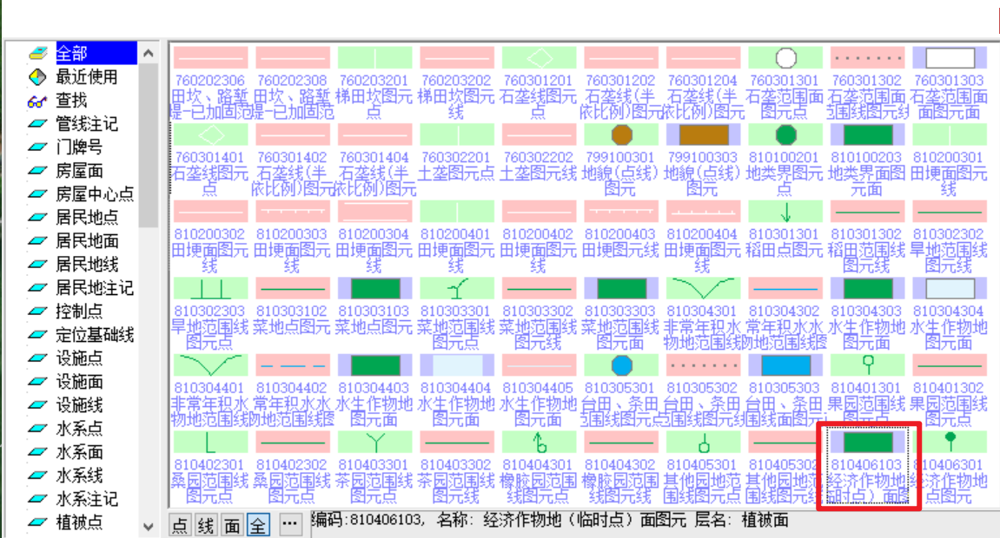 全部
最近使用
查找
管线注记
门牌号
房屋面
房屋中心点
居民地点
居民地面
居民地线
居民地注记
控制点
定位基础线
设施点
设施面
设施线
水系点
水系面
水系线
水系注记
植被点
760202306 760202308 760203201 760203202 760301201 760301202 760301204 760301301 760301302 760301303
田坎、路堑 田坎、路堑 梯田坎图元 梯田坎图元 石垄线图元 石垄线(半 石垄线(半 石垄范围面 石垄范围面 石垄范围面
堤-已加固范 堤-已加固范 点 线 点 依比例)图元 依比例)图元 图元点 范围线图元线 面图元面
760301401 760301402 760301404 760302201 760302202 799100301 799100303 810100201 810100203 810200301
石垄线图元 石垄线(半 石垄线(半 土垄图元点 土垄图元线 地貌(点线) 地貌(点线) 地类界图元 地类界面图 田埂面图元
点 依比例)图元 依比例)图元 图元 图元 点 元面 线
810200302 810200303 810200304 810200401 810200402 810200403 810200404 810301301 810301302 810302302
田埂面图元 田埂面图元 田埂面图元 田埂面图元 田埂面图元 田埂图元线 田埂面图元 稻田点图元 稻田范围线 旱地范围线
线 线 线 线 线 线 图元线 图元线
810302303 810303102 810303103 810303301 810303302 810303303 810304301 810304302 810304303 810304304
旱地范围线 菜地点图元 菜地点图元 菜地范围线 菜地范围线 菜地范围线 非常年积水 常年积水水 水生作物地 水生作物地
图元点 图元点 图元线 图元面 物地范围线 物地范围线图 图元面 图元面
810304401 810304402 810304403 810304404 810304405 810305301 810305302 810305303 810401301 810401302
非常年积水 常年积水水 水生作物地 水生作物地 水生作物地 台田、条田 台田、条田 台田、条田 果园范围线 果园范围线
物地范围线 物地范围线图 图元面 图元面 图元面 范围线图元点 范围线图元线 围线面图元 图元点 图元点
810402301 810402302 810403301 810403302 810404301 810404302 810405301 810405302 810406103 810406301
桑园范围线 桑园范围线 茶园范围线 茶园范围线 橡胶园范围 橡胶园范围 其他园地范 其他园地范 经济作物地 经济作物地
图元点 图元点 图元点 图元线 线图元点 线图元线 围线图元点 围线图元线 临时点）面图 点图元
点 线 面 全 ... 编码:810406103, 名称: 经济作物地（临时点）面图元 层名: 植被面